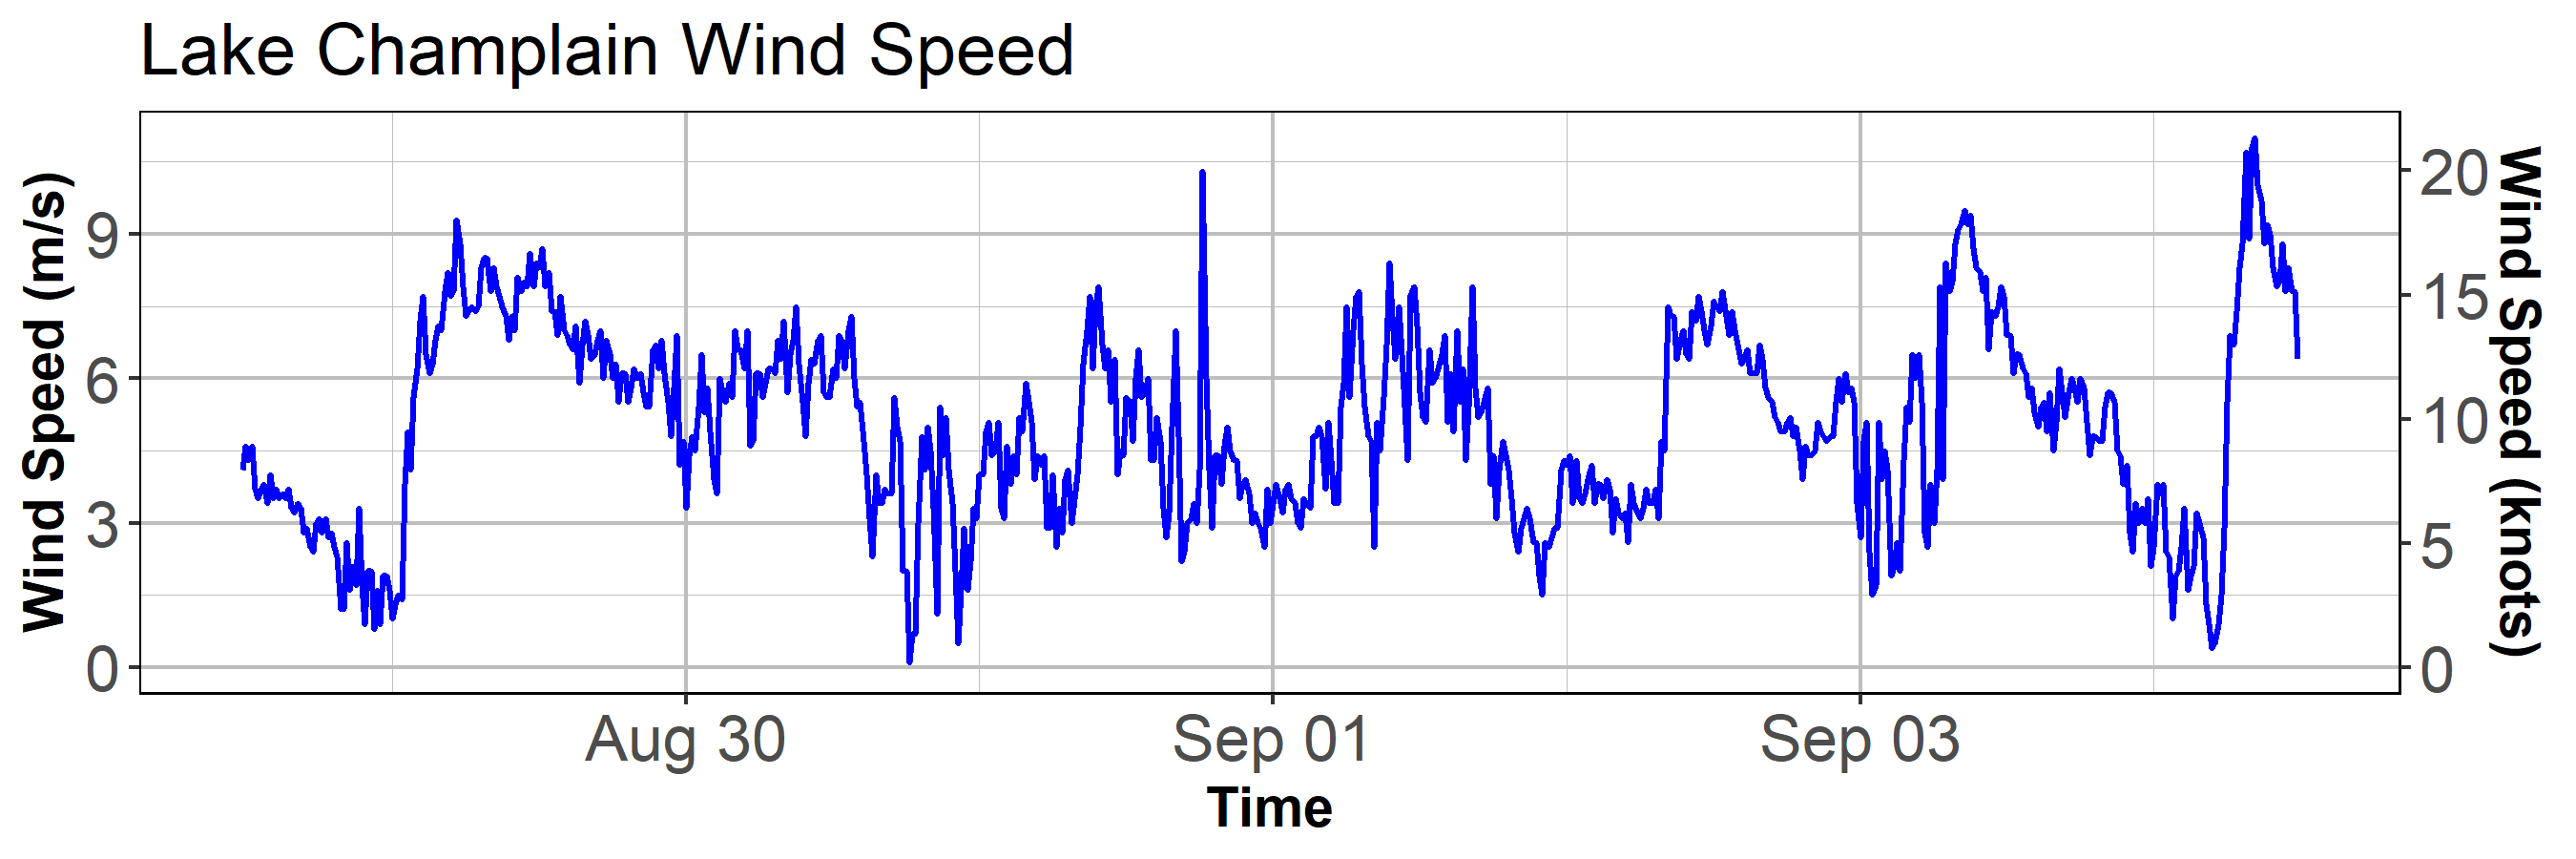 Lake Champlain Wind Speed
Wind Speed (m/s)
9
6
3
0
20
15
10
5
0
Wind Speed (knots)
Aug 30
Sep 01
Sep 03
Time